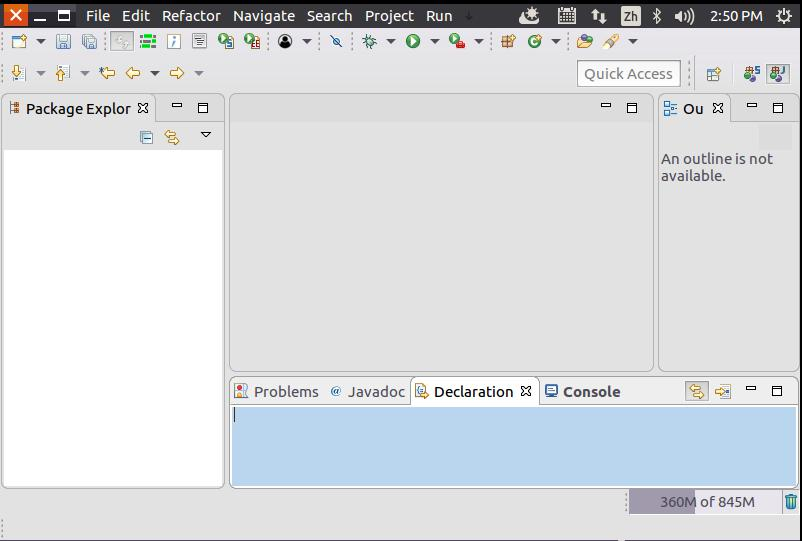 File Edit Refactor Navigate Search Project Run Zh 2:50 PM
Quick Access
Package Explor
Ou
An outline is not
available.
Problems @ Javadoc Declaration Console
360M of 845M